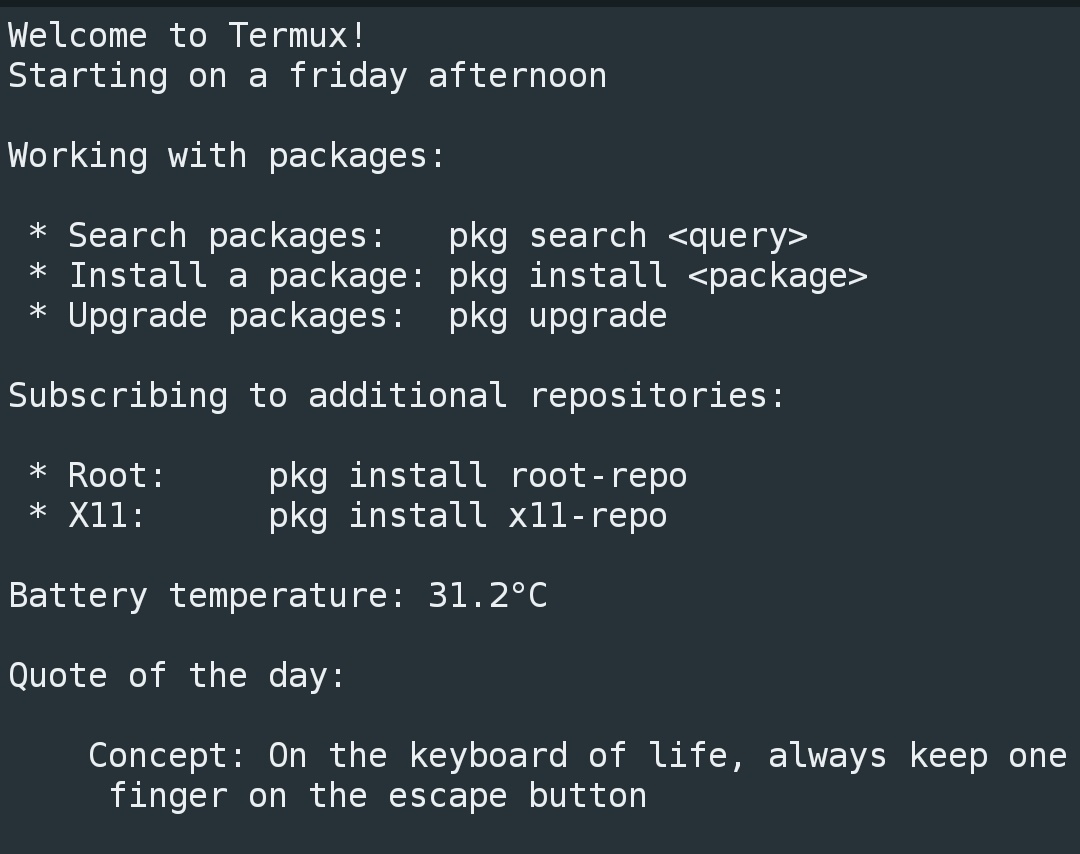 Welcome to Termux!
Starting on a friday afternoon
Working with packages:
* Search packages:   pkg search <query>
* Install a package: pkg install <package>
* Upgrade packages:  pkg upgrade
Subscribing to additional repositories:
* Root:     pkg install root-repo
* X11:      pkg install x11-repo
Battery temperature: 31.2°C
Quote of the day:
Concept: On the keyboard of life, always keep one
finger on the escape button